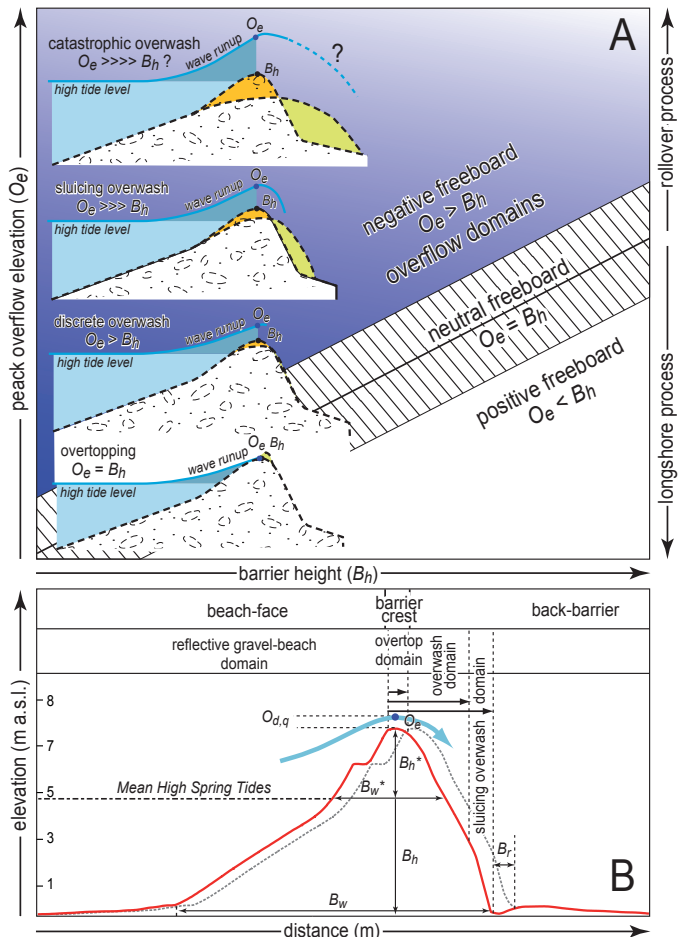 A
catastrophic overwash
Oe >>>> Bh ?
wave runup
Oe
Bh
?
high tide level
sluicing overwash
Oe >>> Bh
wave runup
Oe
Bh
high tide level
discrete overwash
Oe > Bh
wave runup
Oe
Bh
high tide level
overtopping
Oe = Bh
wave runup
Oe Bh
high tide level
negative freeboard
Oe > Bh
overflow domains
neutral freeboard
Oe = Bh
positive freeboard
Oe < Bh
peack overflow elevation (Oe)
rollover process
longshore process
barrier height (Bh)
beach-face
barrier
crest
back-barrier
reflective gravel-beach
domain
overtop
domain
overwash
domain
sluicing overwash
domain
elevation (m a.s.l.)
8
7
5
3
1
Od,q
Oe
Bh*
Mean High Spring Tides
Bw*
Bh
Br
Bw
B
distance (m)